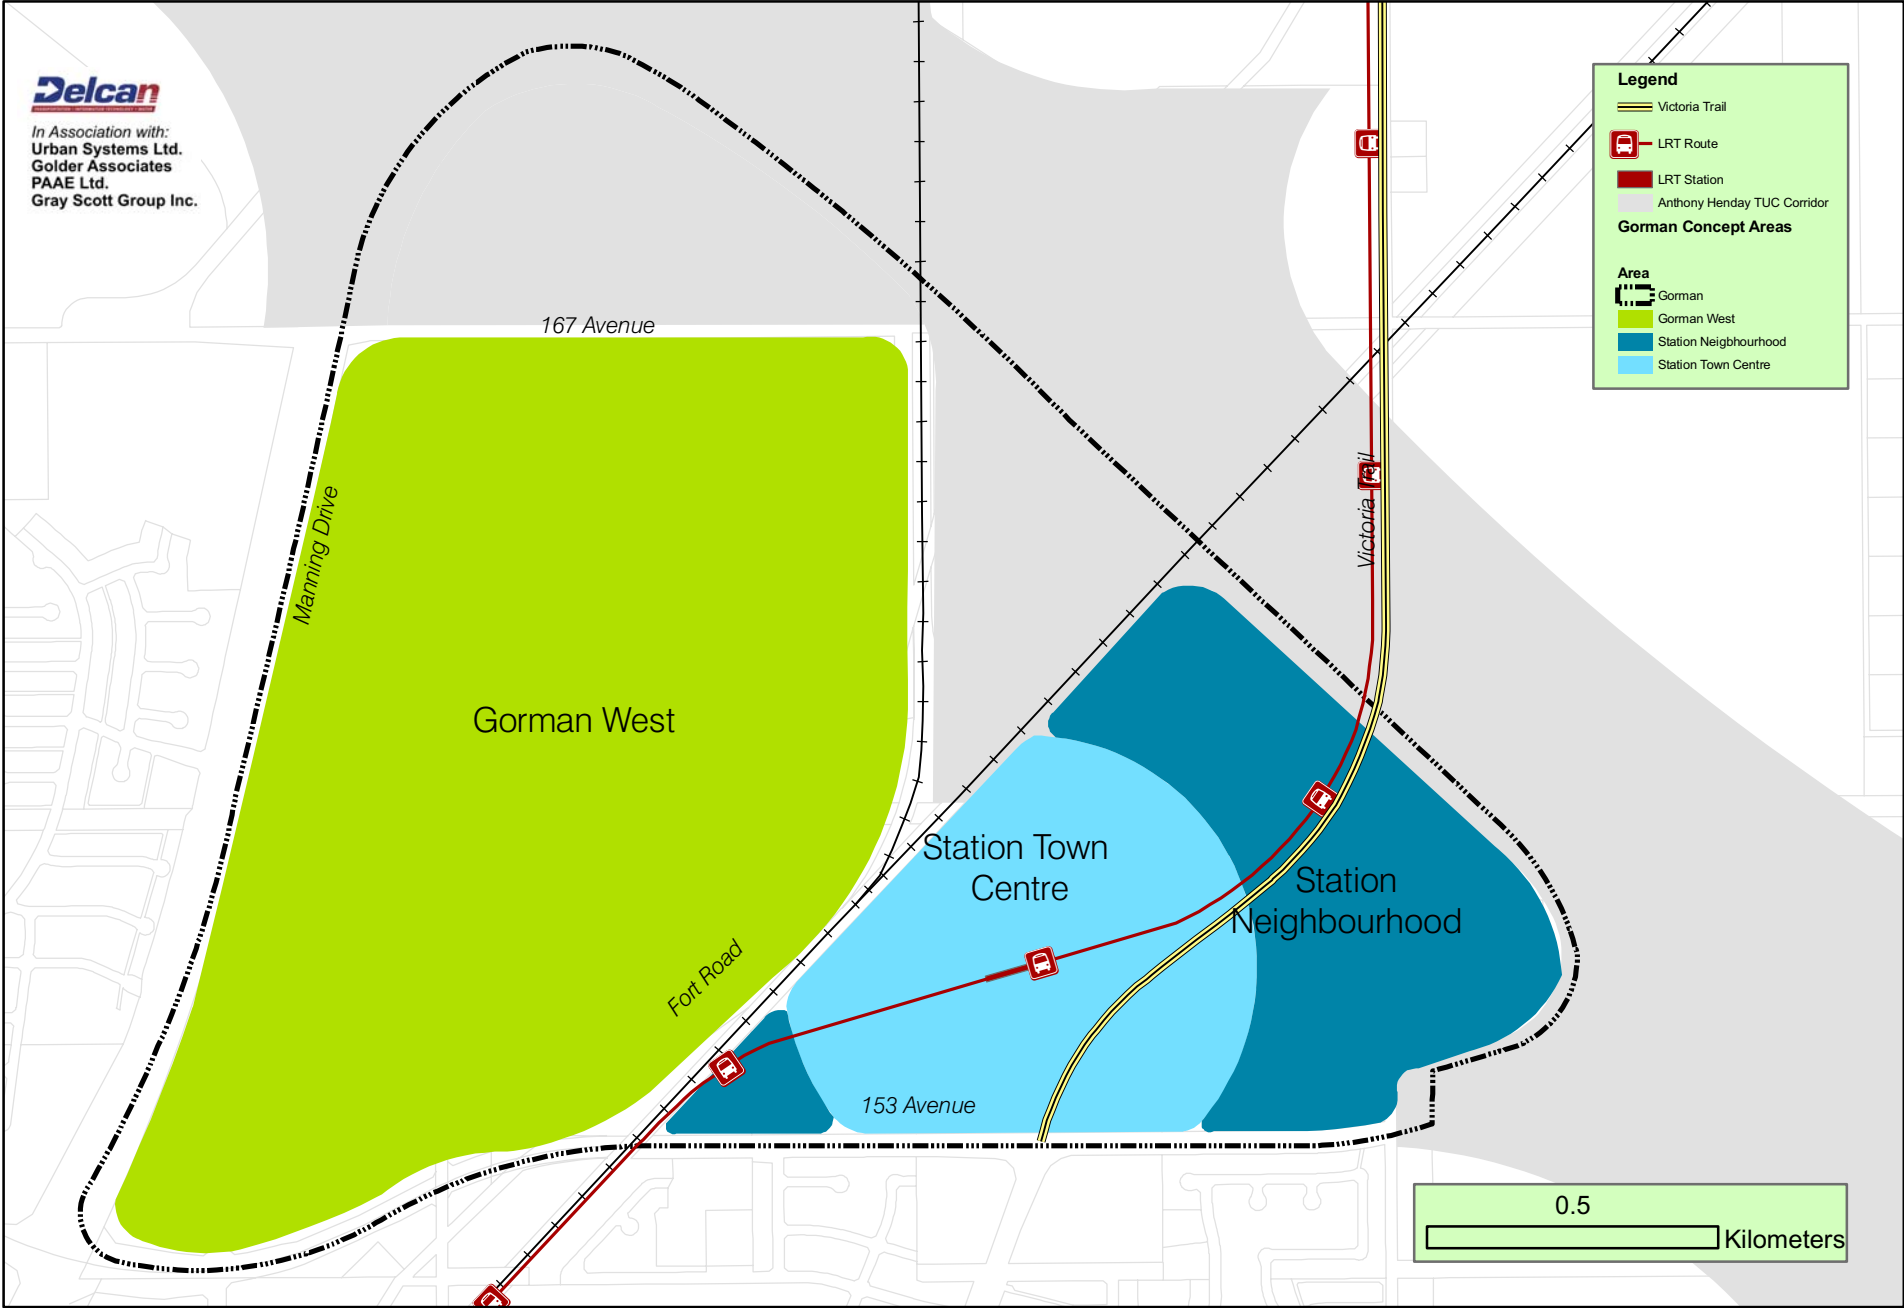 Delcan
In Association with:
Urban Systems Ltd.
Golder Associates
PAAE Ltd.
Gray Scott Group Inc.
Legend
Victoria Trail
LRT Route
LRT Station
Anthony Henday TUC Corridor
Gorman Concept Areas
Area
Gorman
Gorman West
Station Neigbhourhood
Station Town Centre
167 Avenue
Manning Drive
Victoria Trail
Gorman West
Station Town
Centre
Station
Neighbourhood
Fort Road
153 Avenue
0.5
Kilometers